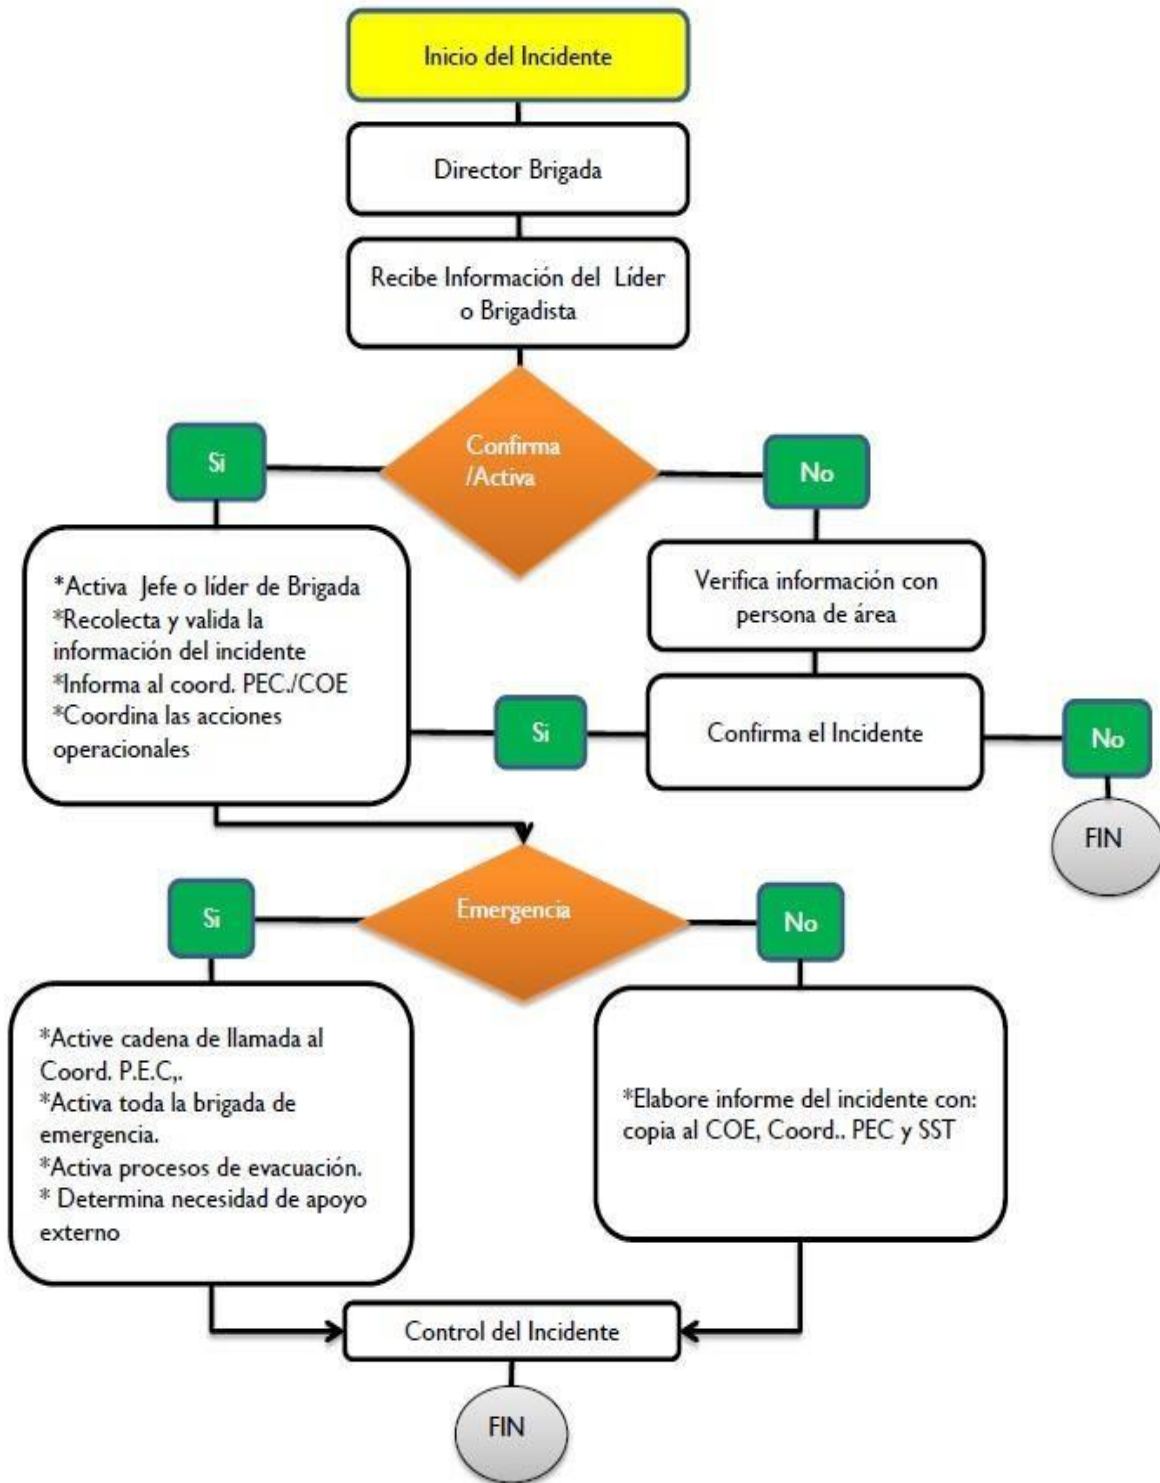 Inicio del Incidente
Director Brigada
Recibe Información del Líder
o Brigadista
Confirma
/Activa
Si
No
*Activa Jefe o líder de Brigada
*Recolecta y valida la
información del incidente
*Informa al coord. PEC./COE
*Coordina las acciones
operacionales
Verifica información con
persona de área
Si
Confirma el Incidente
No
FIN
Emergencia
Si
No
*Active cadena de llamada al
Coord. P.E.C,.
*Activa toda la brigada de
emergencia.
*Activa procesos de evacuación.
* Determina necesidad de apoyo
externo
*Elabore informe del incidente con:
copia al COE, Coord.. PEC y SST
Control del Incidente
FIN